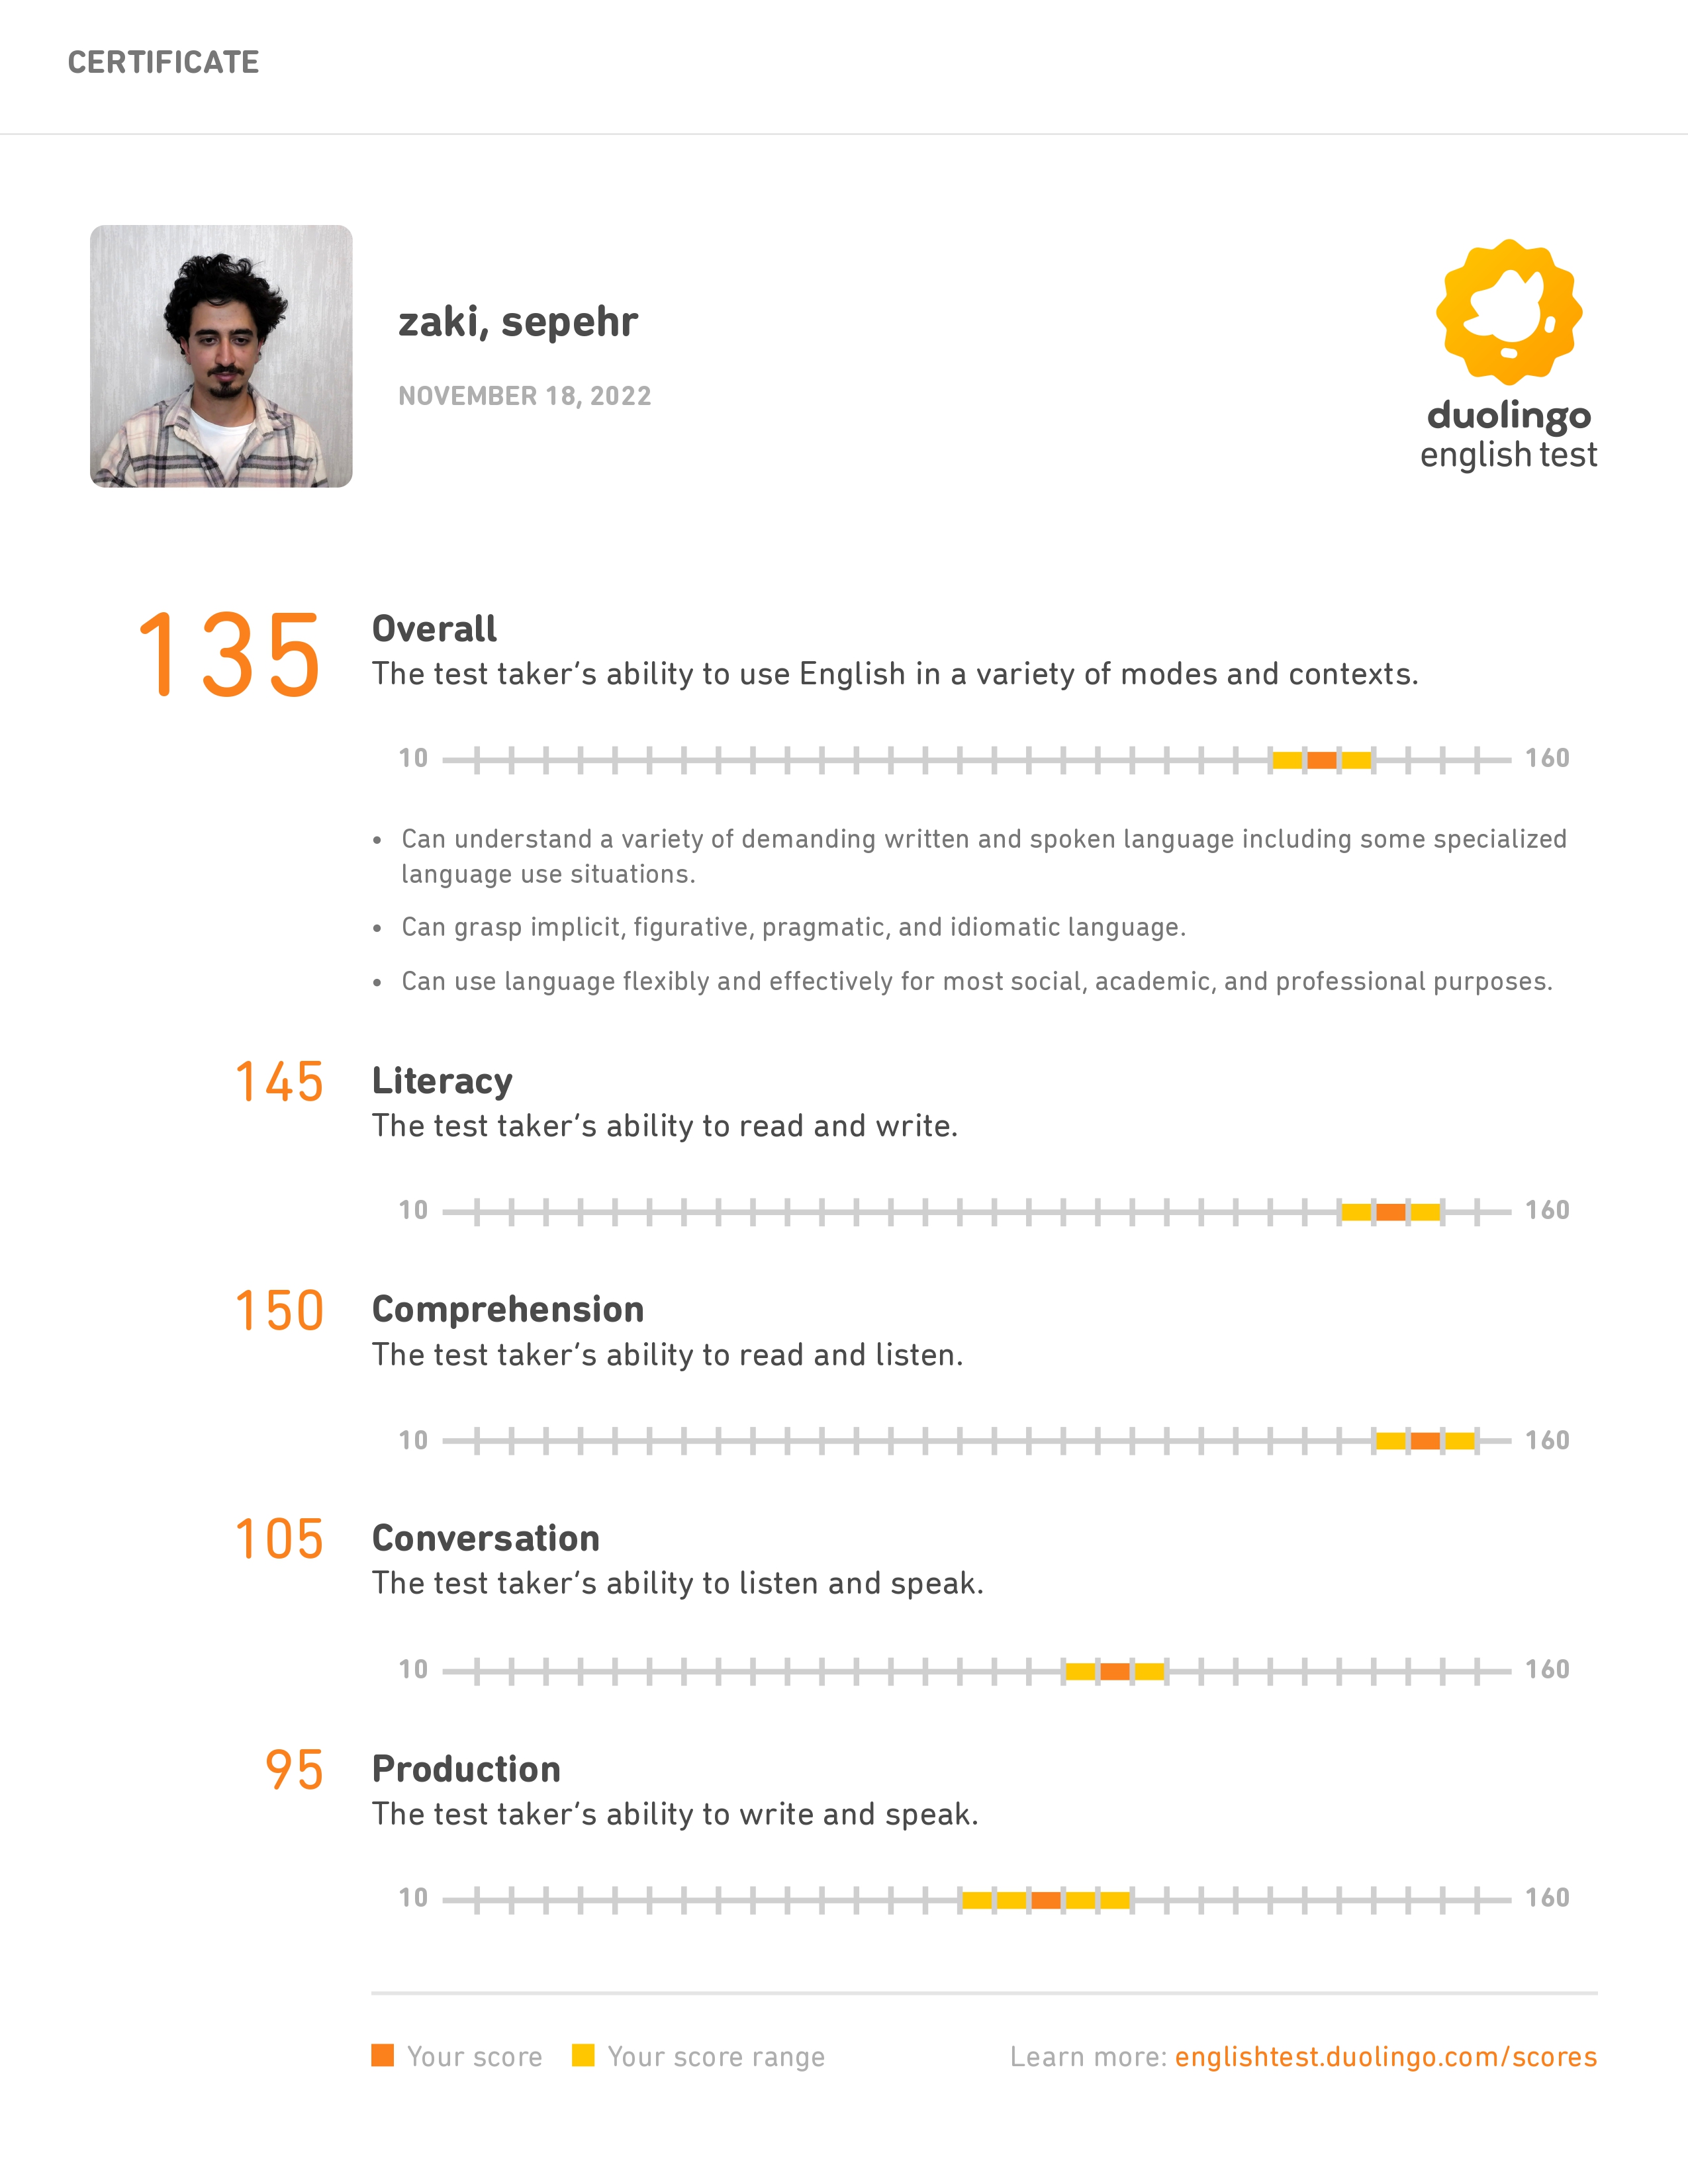 CERTIFICATE
zaki, sepehr
NOVEMBER 18, 2022
duolingo
english test
135
Overall
The test taker's ability to use English in a variety of modes and contexts.
10
160
• Can understand a variety of demanding written and spoken language including some specialized
language use situations.
• Can grasp implicit, figurative, pragmatic, and idiomatic language.
• Can use language flexibly and effectively for most social, academic, and professional purposes.
145
Literacy
The test taker's ability to read and write.
10
160
150
Comprehension
The test taker's ability to read and listen.
10
160
105
Conversation
The test taker's ability to listen and speak.
10
160
95
Production
The test taker's ability to write and speak.
10
160
Your score
Your score range
Learn more: englishtest.duolingo.com/scores